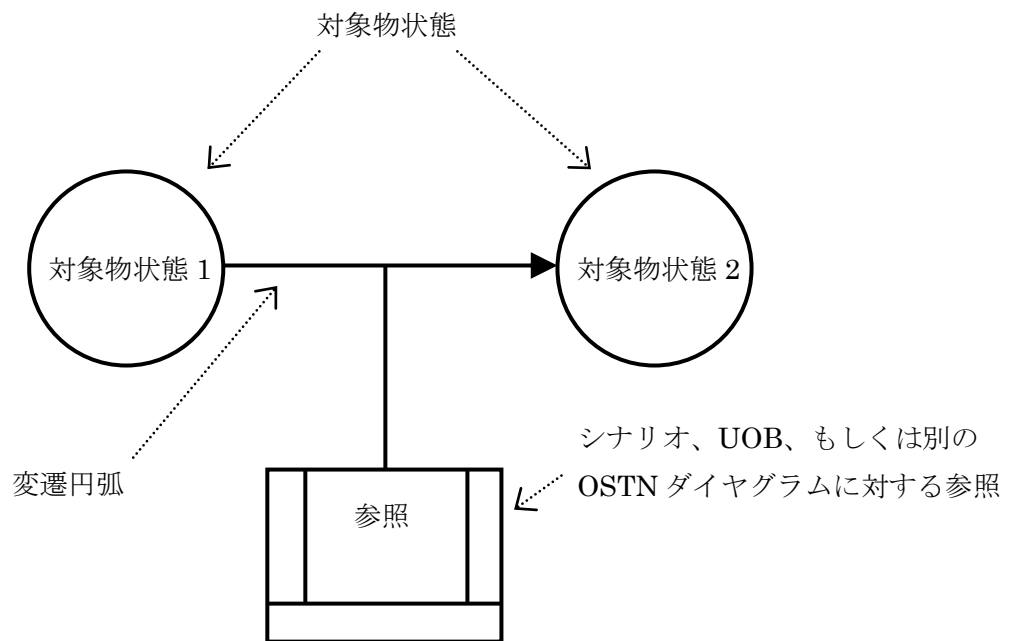 対象物状態
対象物状態 1
対象物状態 2
変遷円弧
参照
シナリオ、UOB、もしくは別の
OSTN ダイヤグラムに対する参照